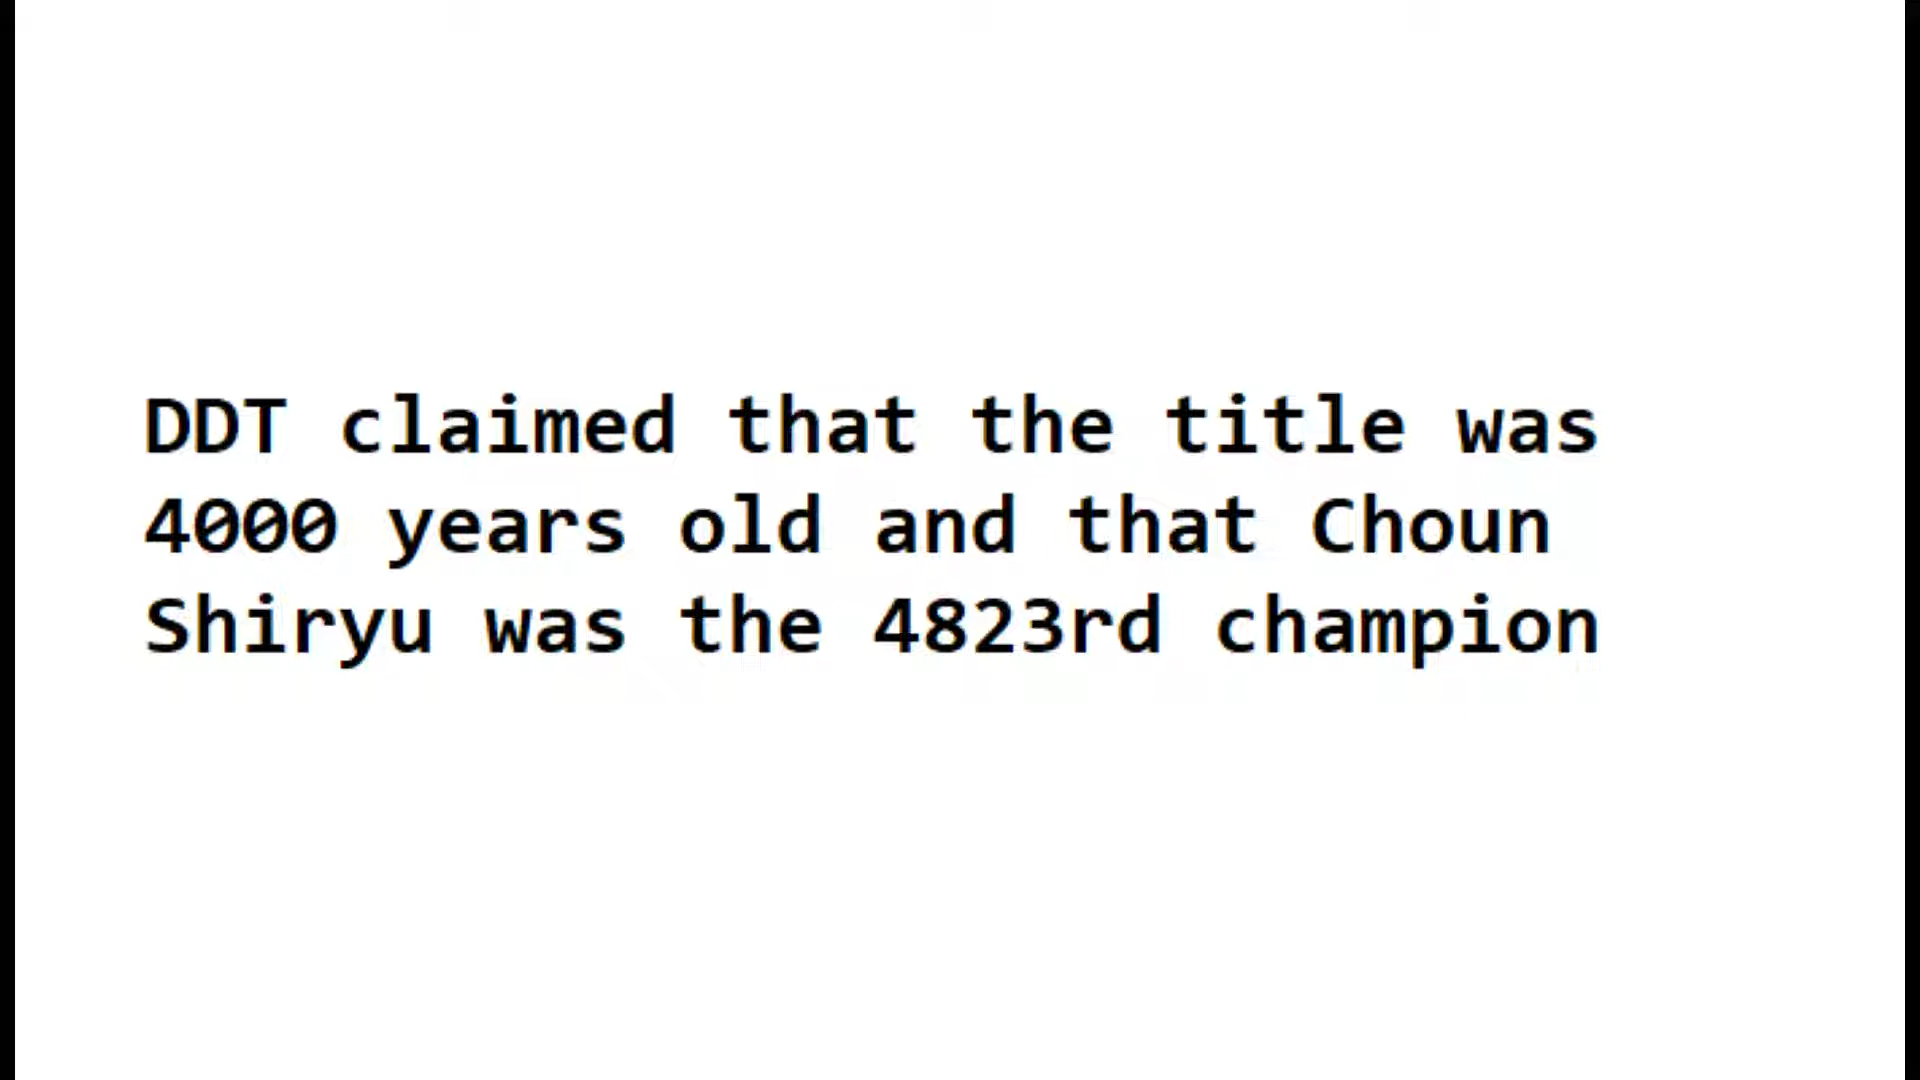 DDT claimed that the title was
4000 years old and that Choun
Shiryu was the 4823rd champion